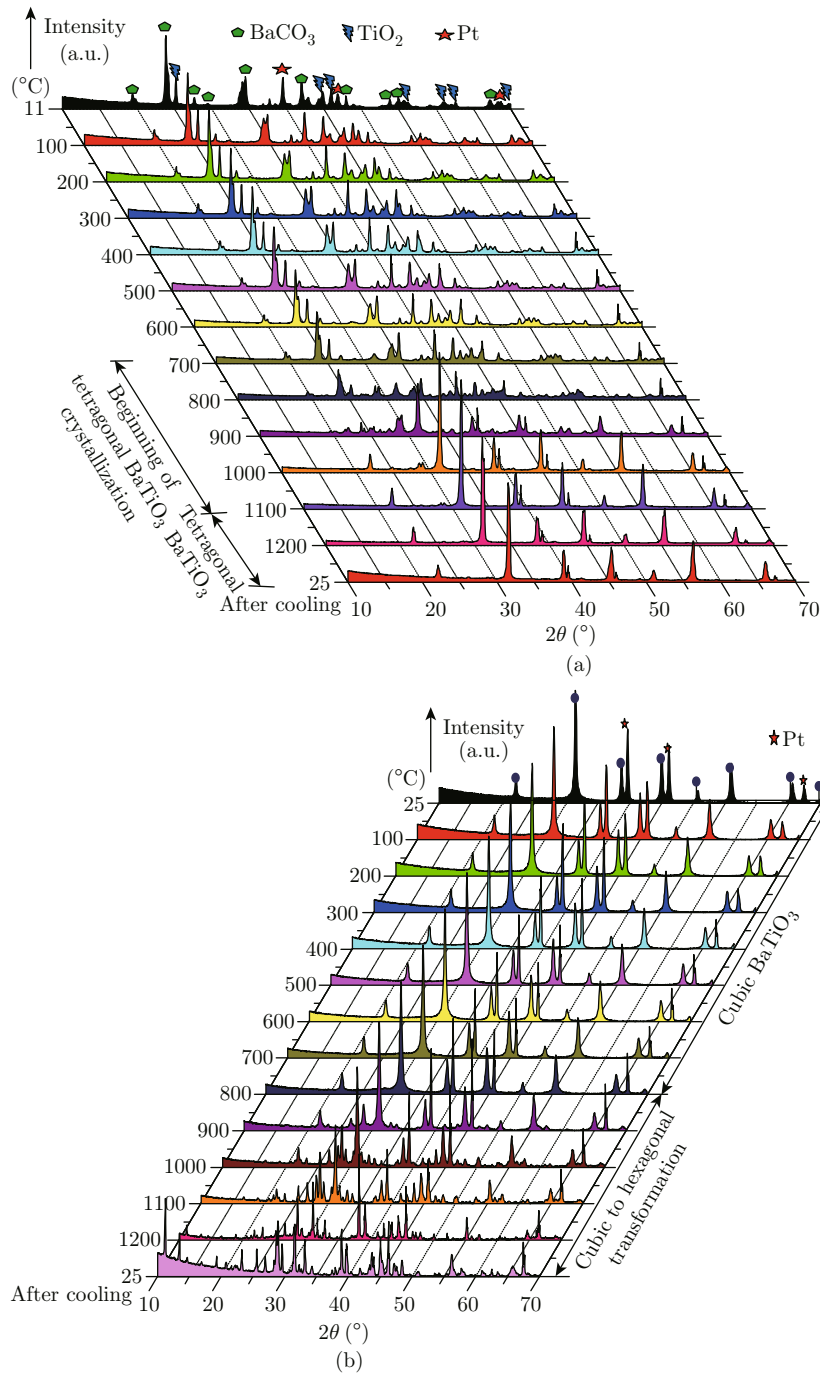 Intensity
(a.u.)
BaCO3 TiO2 Pt
(°C)
11
100
200
300
400
500
600
700
800
900
1000
1100
1200
25
After cooling
Beginning of
tetragonal BaTiO3
crystallization
Tetragonal
BaTiO3
10 20 30 40 50 60 70
2θ (°)
(a)
Intensity
(a.u.)
Pt
(°C)
25
100
200
300
400
500
600
700
800
900
1000
1100
1200
25
After cooling
Cubic BaTiO3
Cubic to hexagonal
transformation
10 20 30 40 50 60 70
2θ (°)
(b)